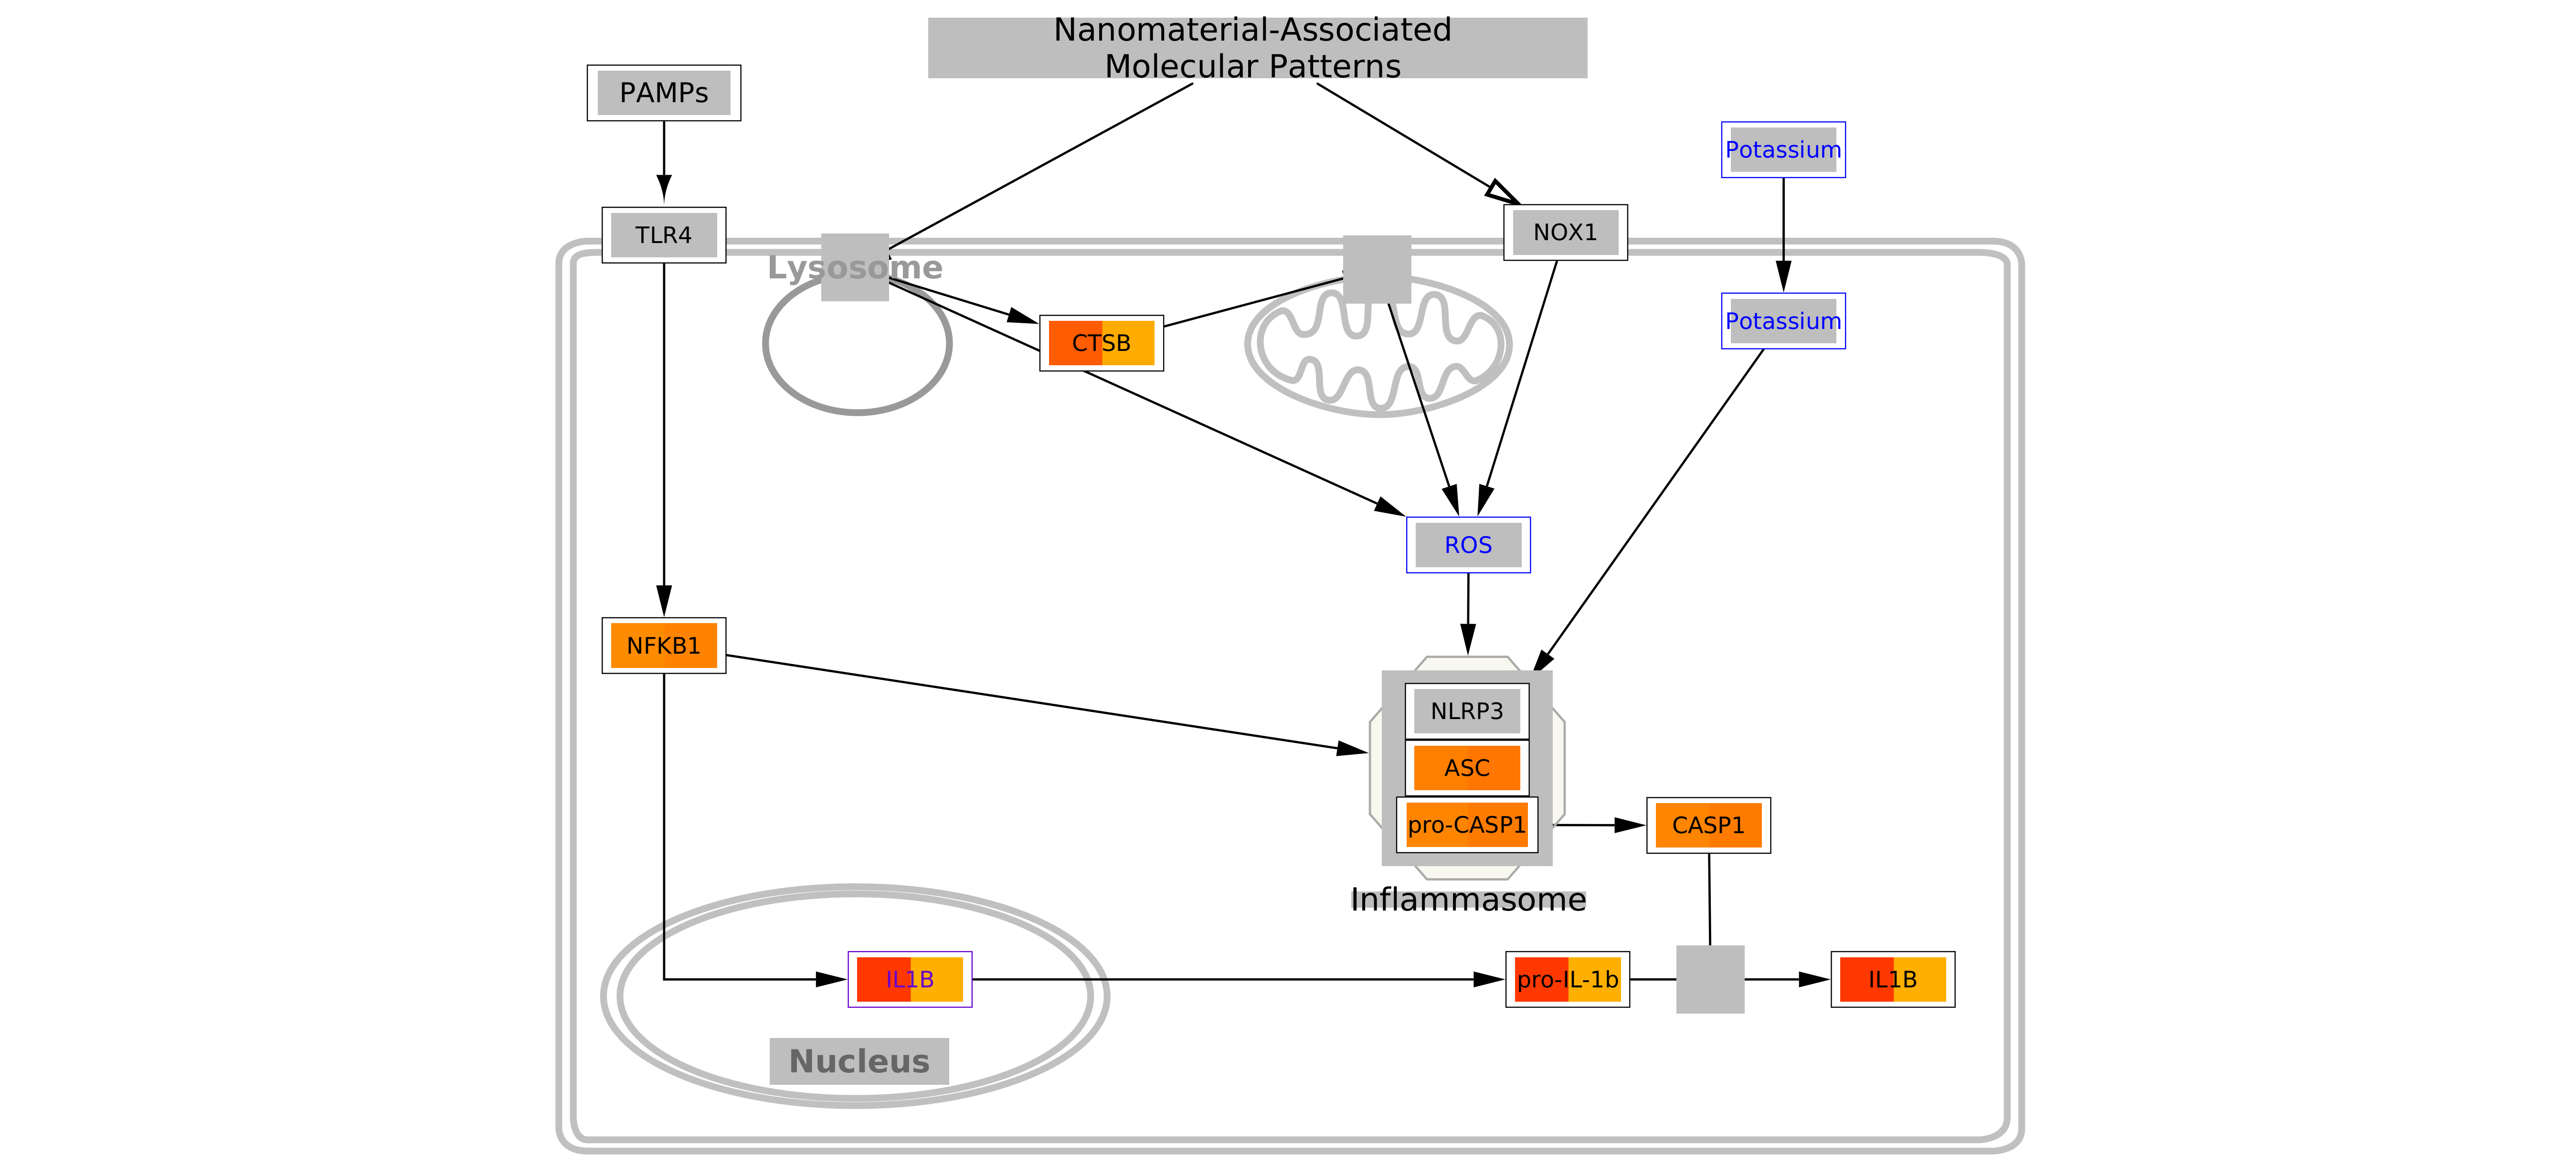 Nanomaterial-Associated
Molecular Patterns
PAMPs
Potassium
TLR4
NOX1
Lysosome
Potassium
CTSB
ROS
NFKB1
NLRP3
ASC
pro-CASP1
CASP1
Inflammasome
IL1B
pro-IL-1b
IL1B
Nucleus